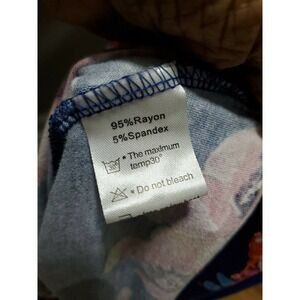 95%Rayon
5%Spandex
* The maximum
temp30°
* Do not bleach